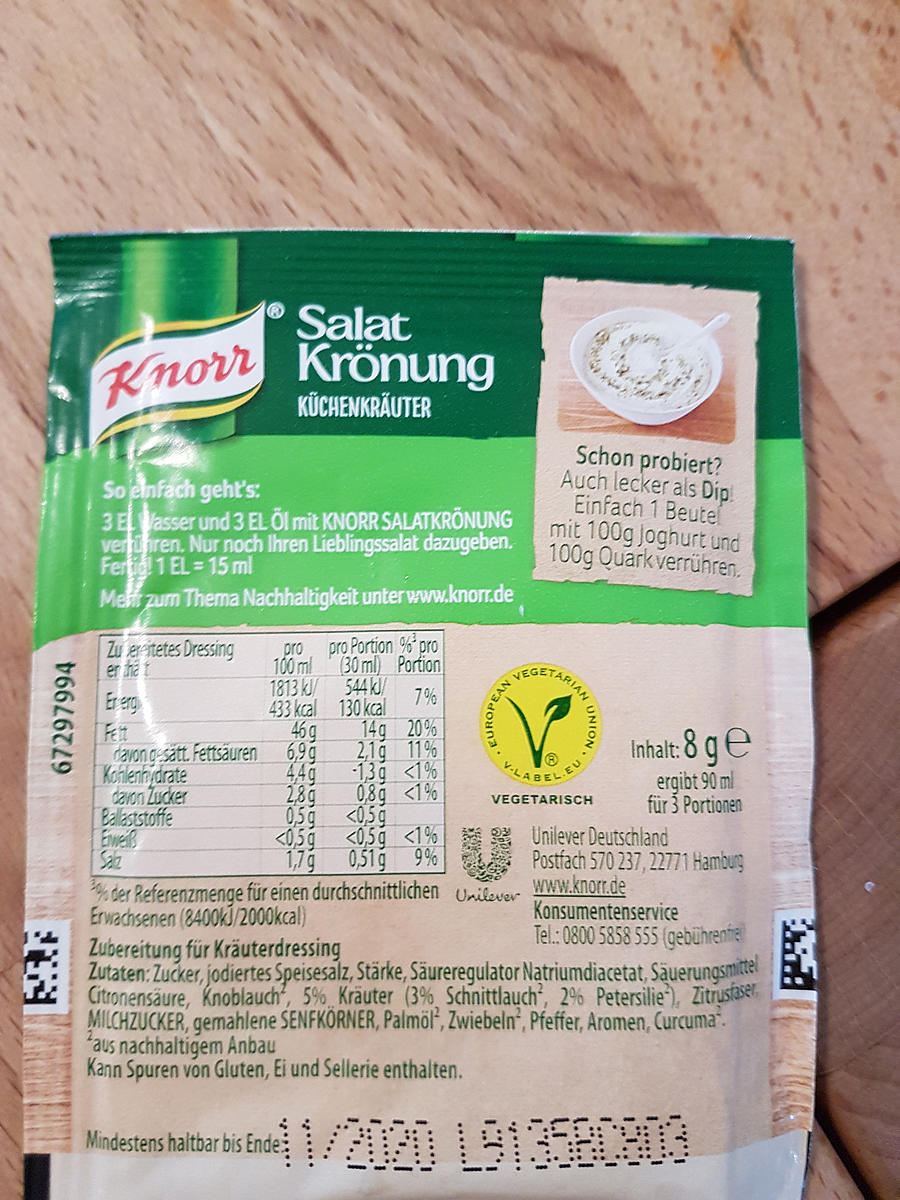 Knorr®
Salat
Krönung
KÜCHENKRÄUTER
Schon probiert?
Auch lecker als Dip!
Einfach 1 Beutel
mit 100g Joghurt und
100g Quark verrühren.
So einfach geht's:
3 EL Wasser und 3 EL Öl mit KNORR SALATKRÖNUNG
verrühren. Nur noch Ihren Lieblingssalat dazugeben.
Fertig! 1 EL = 15 ml
Mehr zum Thema Nachhaltigkeit unter www.knorr.de
67297994
Zubereitetes Dressing enthält pro 100 ml pro Portion (30 ml) %³ pro Portion
Energie 1813 kJ/ 433 kcal 544 kJ/ 130 kcal 7%
Fett 46 g 14 g 20%
davon gesätt. Fettsäuren 6,9 g 2,1 g 11%
Kohlenhydrate 4,4 g 1,3 g <1%
davon Zucker 2,8 g 0,8 g <1%
Ballaststoffe 0,5 g <0,5 g
Eiweiß <0,5 g <0,5 g <1%
Salz 1,7 g 0,51 g 9%
³% der Referenzmenge für einen durchschnittlichen
Erwachsenen (8400kJ/2000kcal)
EUROPEAN VEGETARIAN UNION
V-LABEL.EU
VEGETARISCH
Inhalt: 8 g e
ergibt 90 ml
für 3 Portionen
Unilever
Unilever Deutschland
Postfach 570 237, 22771 Hamburg
www.knorr.de
Konsumentenservice
Tel.: 0800 5858 555 (gebührenfrei)
Zubereitung für Kräuterdressing
Zutaten: Zucker, jodiertes Speisesalz, Stärke, Säureregulator Natriumdiacetat, Säuerungsmittel
Citronensäure, Knoblauch², 5% Kräuter (3% Schnittlauch², 2% Petersilie²), Zitrusfaser,
MILCHZUCKER, gemahlene SENFKÖRNER, Palmöl², Zwiebeln², Pfeffer, Aromen, Curcuma².
²aus nachhaltigem Anbau
Kann Spuren von Gluten, Ei und Sellerie enthalten.
Mindestens haltbar bis Ende: 11/2020